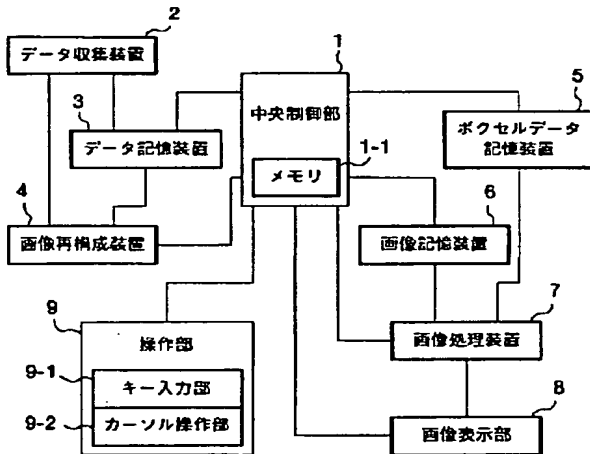 2
データ収集装置
3
データ記憶装置
4
画像再構成装置
1
中央制御部
1-1
メモリ
5
ボクセルデータ
記憶装置
6
画像記憶装置
7
画像処理装置
8
画像表示部
9
操作部
9-1
キー入力部
9-2
カーソル操作部